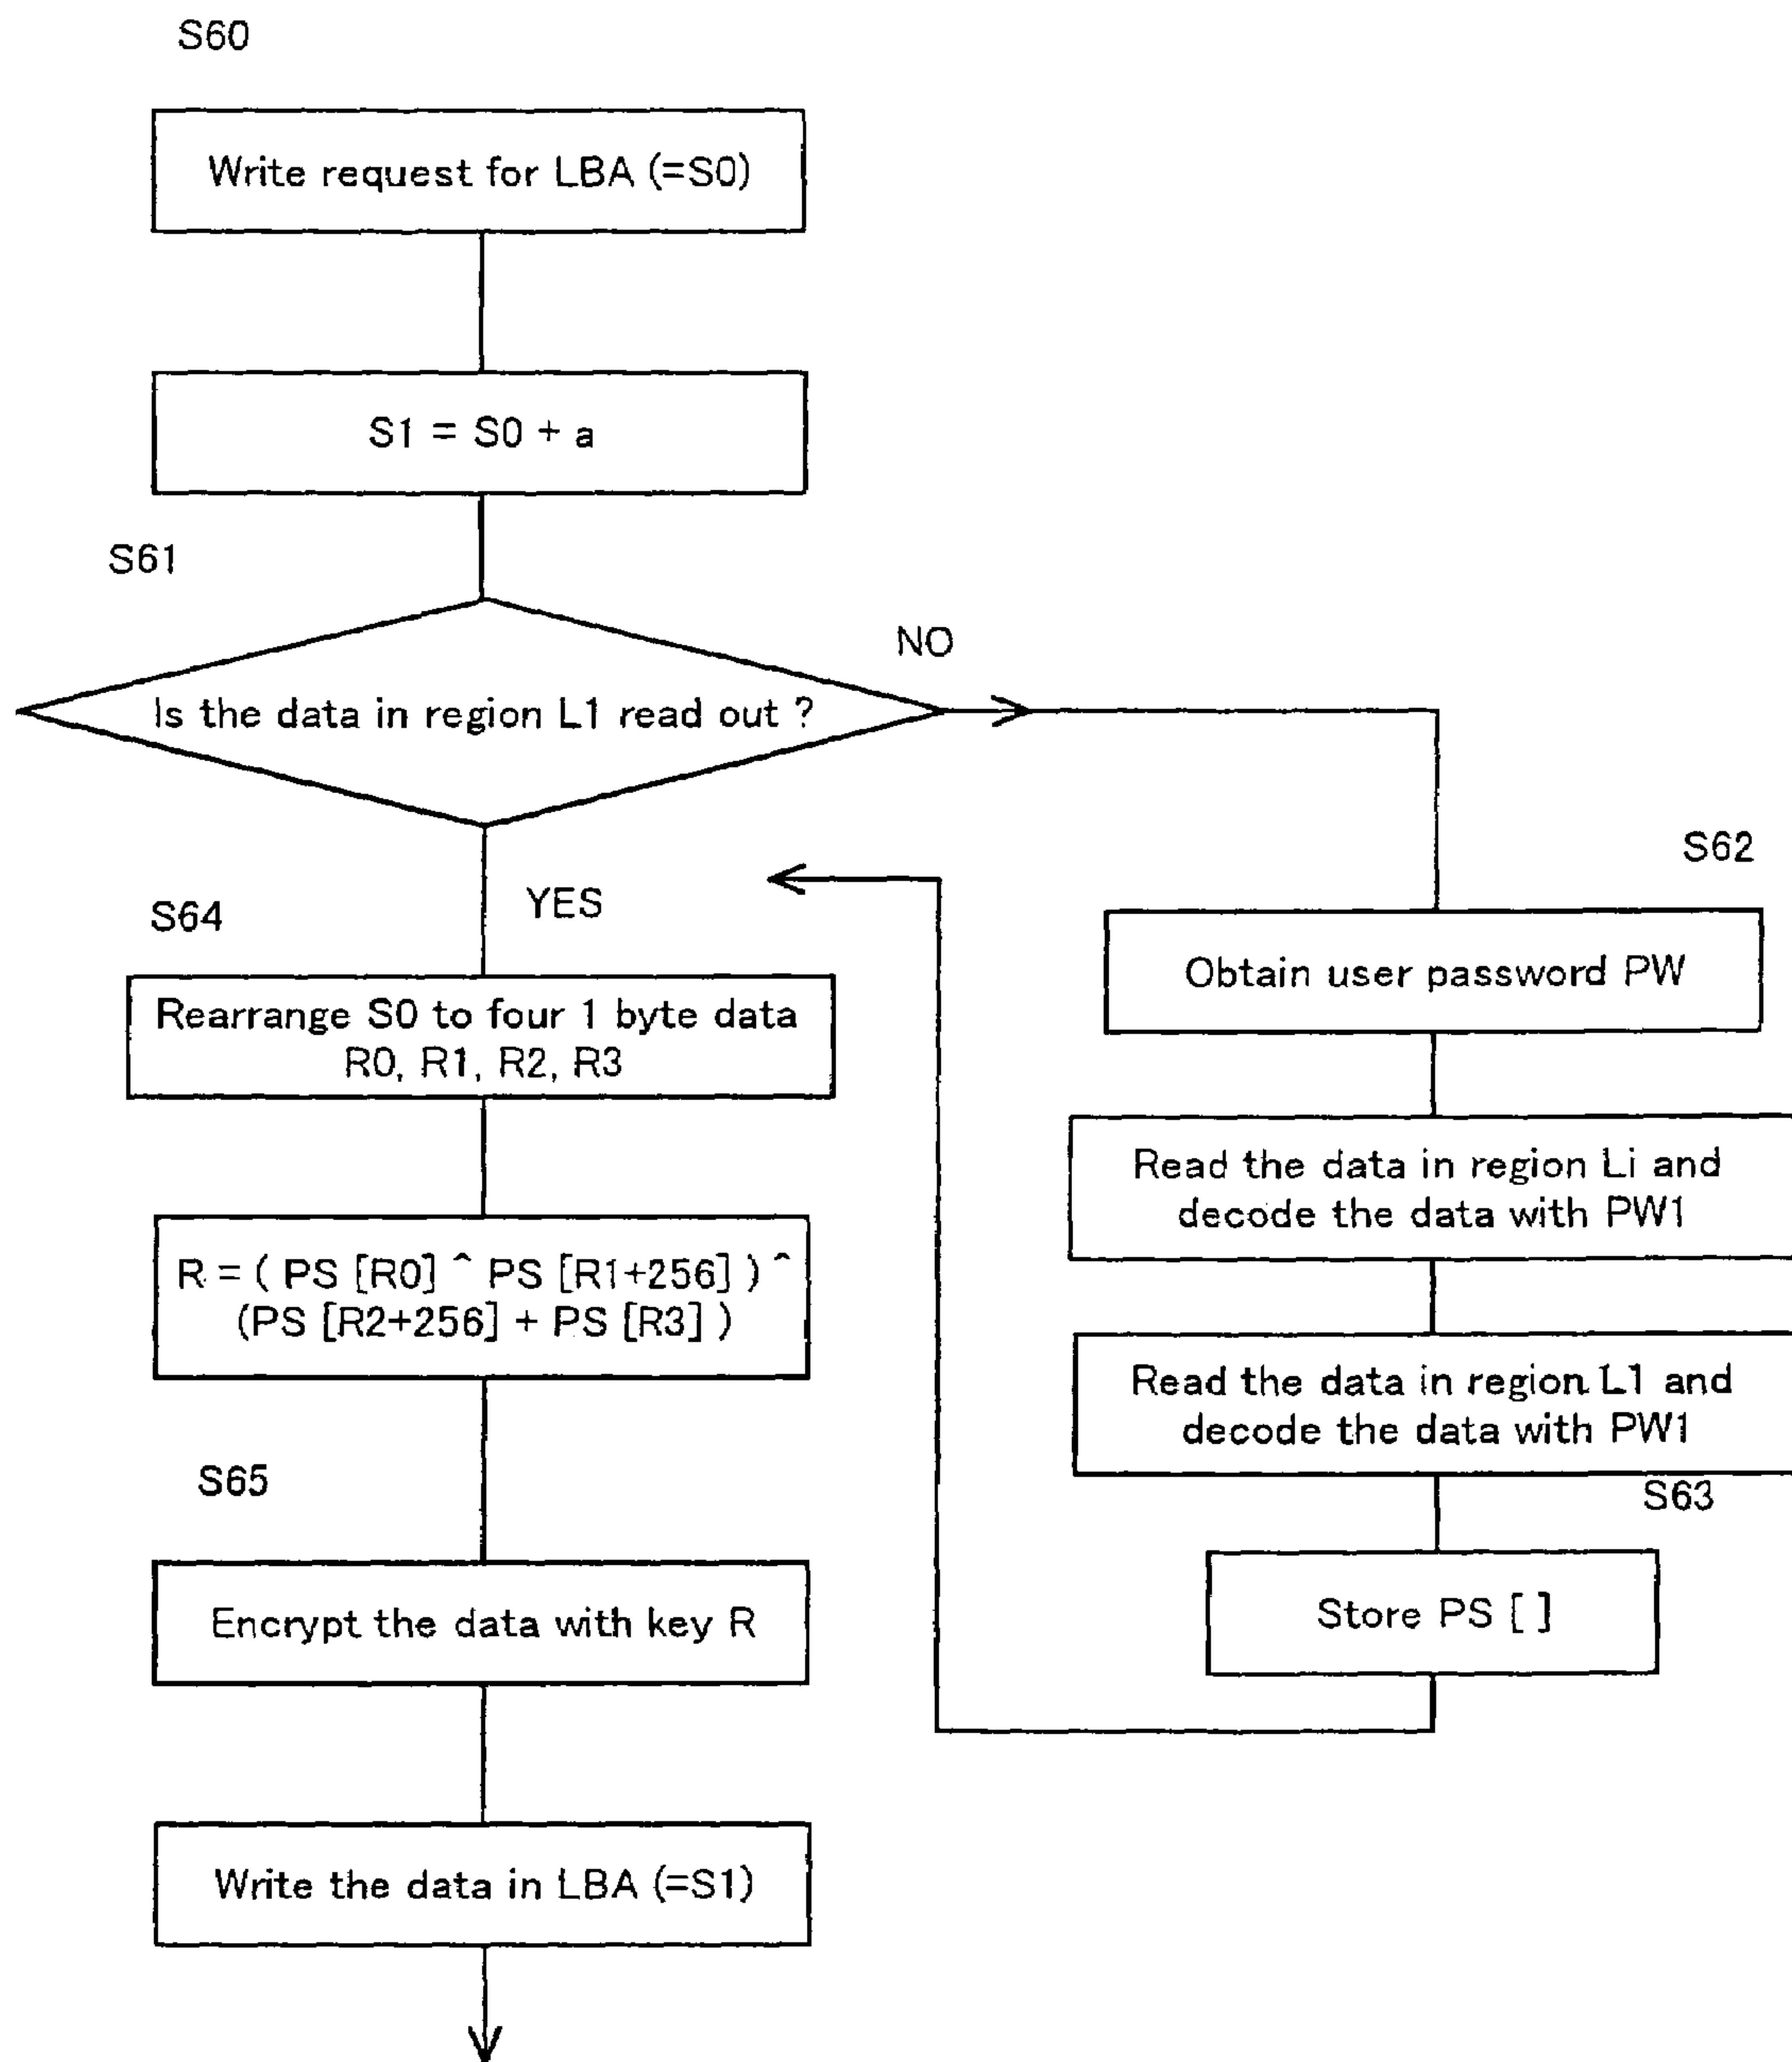 S60
Write request for LBA (=S0)
S1 = S0 + a
S61
Is the data in region L1 read out ?
NO
YES
S62
Obtain user password PW
Read the data in region Li and
decode the data with PW1
Read the data in region L1 and
decode the data with PW1
S63
Store PS [ ]
S64
Rearrange S0 to four 1 byte data
R0, R1, R2, R3
R = ( PS [R0] ^ PS [R1+256] ) ^
(PS [R2+256] + PS [R3] )
S65
Encrypt the data with key R
Write the data in LBA (=S1)